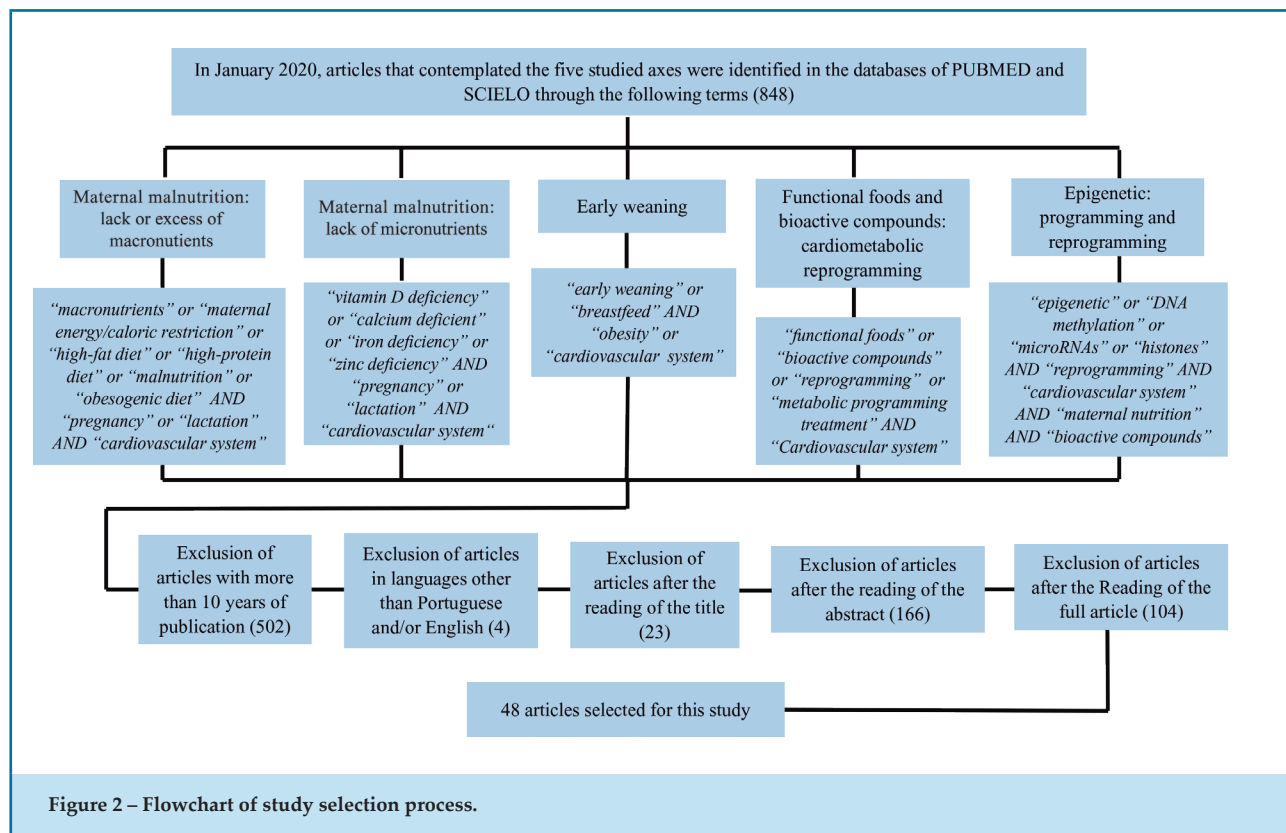 In January 2020, articles that contemplated the five studied axes were identified in the databases of PUBMED and
SCIELO through the following terms (848)
Maternal malnutrition:
lack or excess of
macronutients
Maternal malnutrition:
lack of micronutrients
Early weaning
Functional foods and
bioactive compounds:
cardiometabolic
reprogramming
Epigenetic:
programming and
reprogramming
“macronutrients” or “maternal
energy/caloric restriction” or
“high-fat diet” or “high-protein
diet” or “malnutrition” or
“obesogenic diet” AND
“pregnancy” or “lactation”
AND “cardiovascular system”
“vitamin D deficiency”
or “calcium deficient”
or “iron deficiency” or
“zinc deficiency” AND
“pregnancy” or
“lactation” AND
“cardiovascular system“
“early weaning” or
“breastfeed” AND
“obesity” or
“cardiovascular system”
“functional foods” or
“bioactive compounds”
or “reprogramming” or
“metabolic programming
treatment” AND
“Cardiovascular system”
“epigenetic” or “DNA
methylation” or
“microRNAs” or “histones”
AND “reprogramming” AND
“cardiovascular system”
AND “maternal nutrition”
AND “bioactive compounds”
Exclusion of
articles with more
than 10 years of
publication (502)
Exclusion of articles
in languages other
than Portuguese
and/or English (4)
Exclusion of
articles after the
reading of the title
(23)
Exclusion of articles
after the reading of the
abstract (166)
Exclusion of articles
after the Reading of the
full article (104)
48 articles selected for this study
Figure 2 – Flowchart of study selection process.